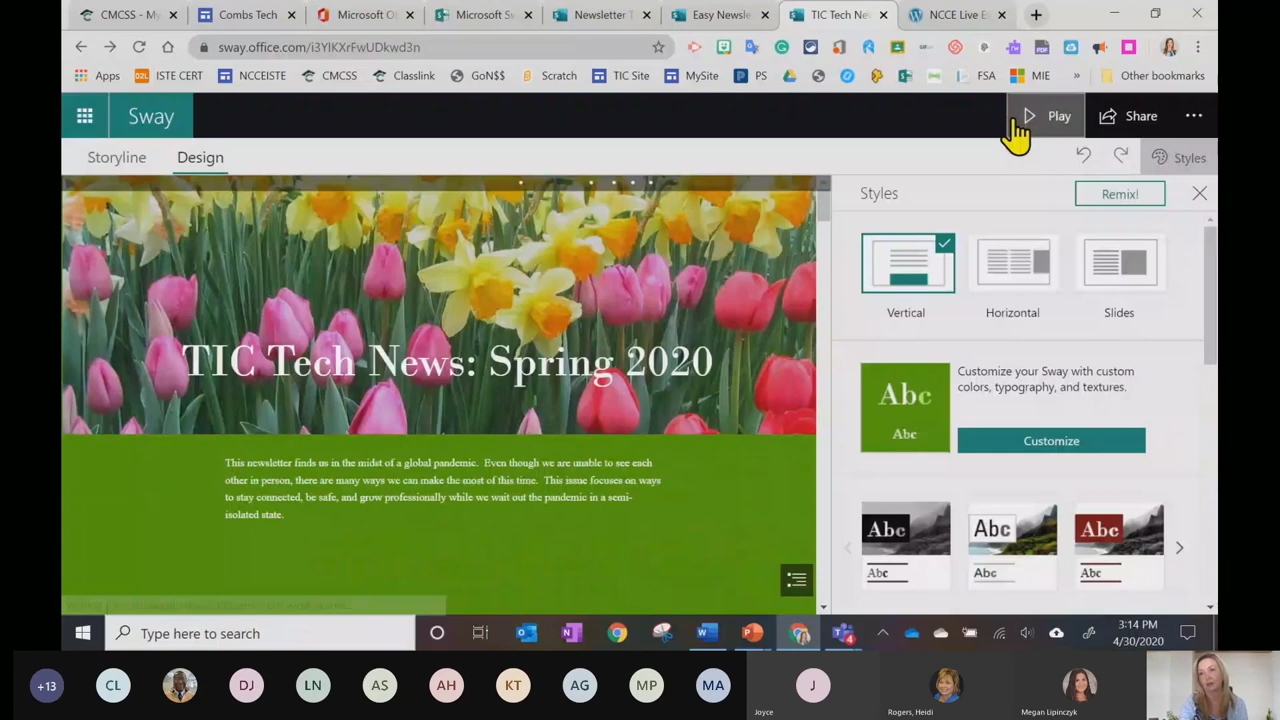 CMCSS - My
Combs Tech
Microsoft O
Microsoft S
Newsletter T
Easy Newsle
TIC Tech Ne
NCCE Live E
sway.office.com/i3YlKXrFwUDkwd3n
Apps
ISTE CERT
NCCEISTE
CMCSS
Classlink
GoN$$
Scratch
TIC Site
MySite
PS
FSA
MIE
»
Other bookmarks
Sway
Play
Share
Storyline
Design
Styles
Styles
Remix!
TIC Tech News: Spring 2020
Vertical
Horizontal
Slides
Abc
Abc
Customize your Sway with custom
colors, typography, and textures.
Customize
This newsletter finds us in the midst of a global pandemic. Even though we are unable to see each
other in person, there are many ways we can make the most of this time. This issue focuses on ways
to stay connected, be safe, and grow professionally while we wait out the pandemic in a semi-
isolated state.
Abc
Abc
Abc
Abc
Abc
Abc
Type here to search
4
3:14 PM
4/30/2020
+13
CL
DJ
LN
AS
AH
KT
AG
MP
MA
J
Joyce
Rogers, Heidi
Megan Lipinczyk